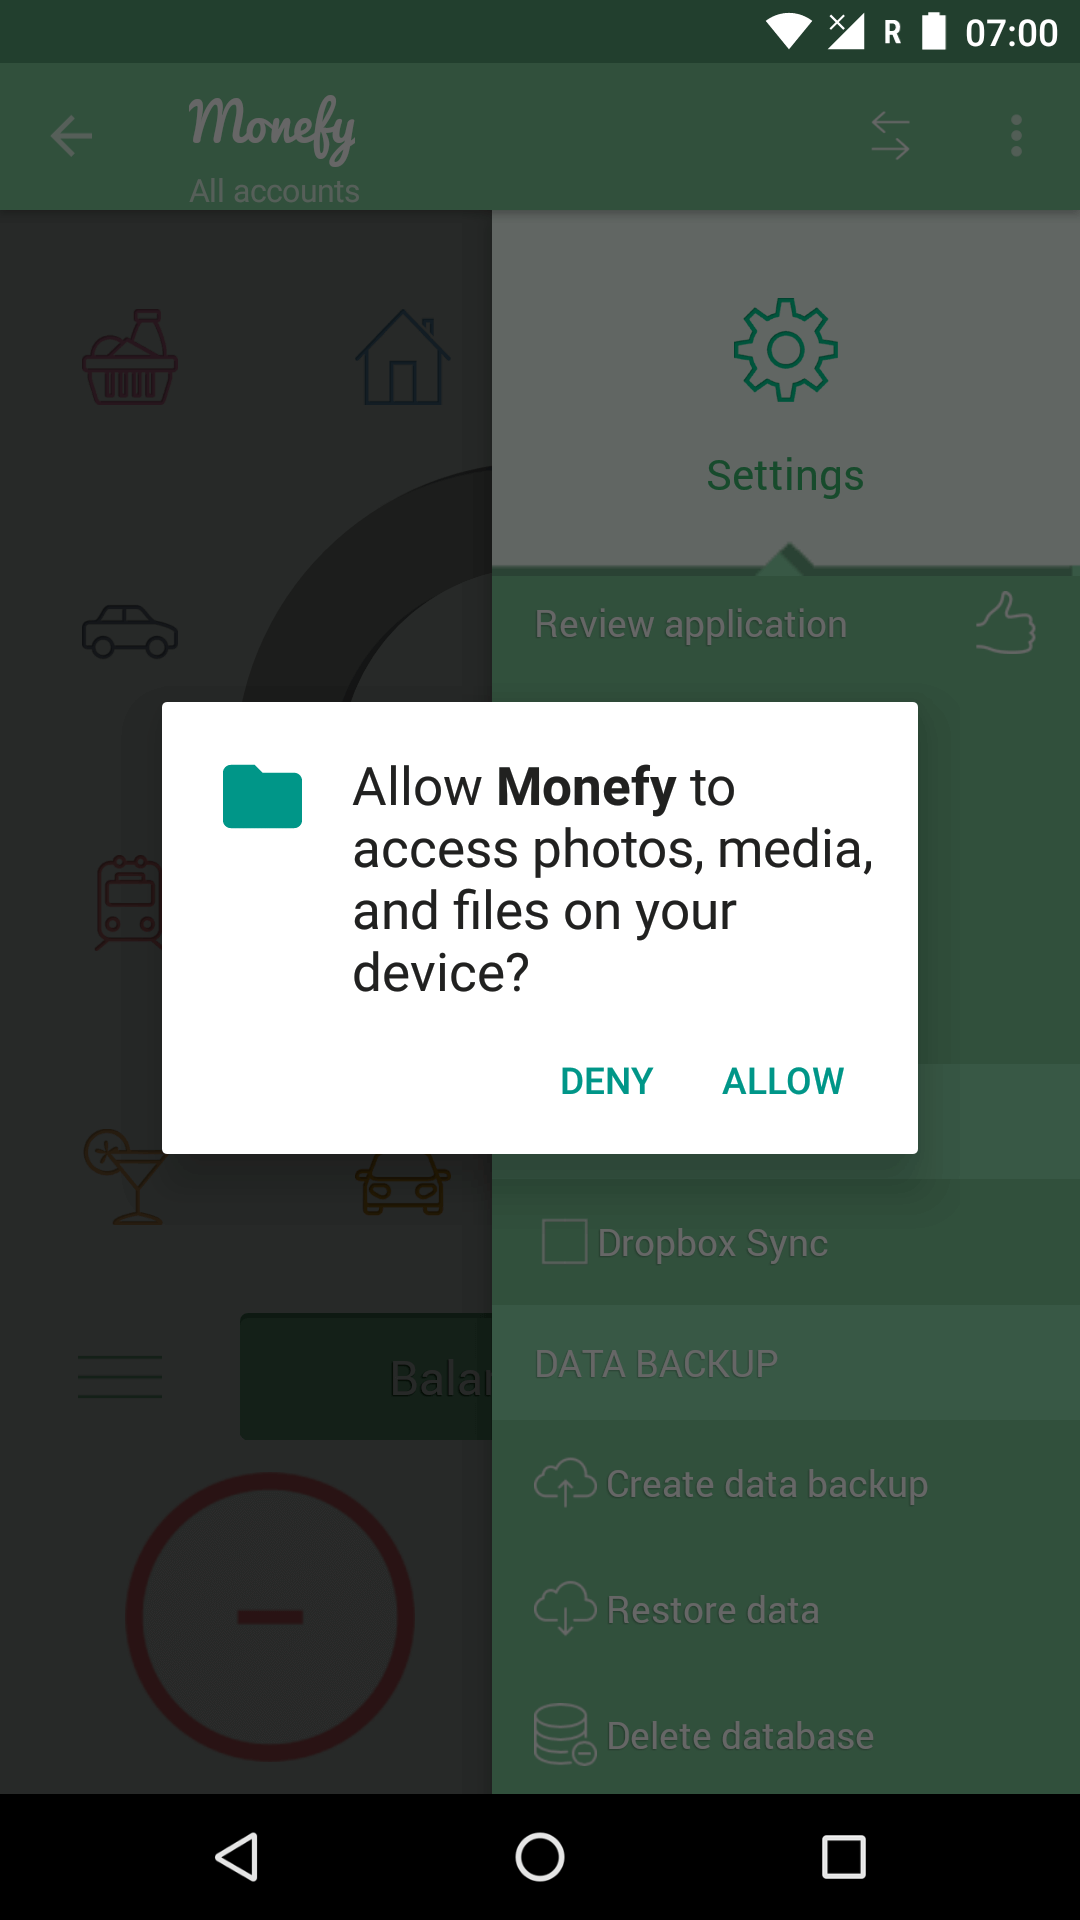 R 07:00
Monefy
All accounts
Settings
Review application
Allow Monefy to
access photos, media,
and files on your
device?
DENY ALLOW
Dropbox Sync
Balan
DATA BACKUP
Create data backup
Restore data
Delete database